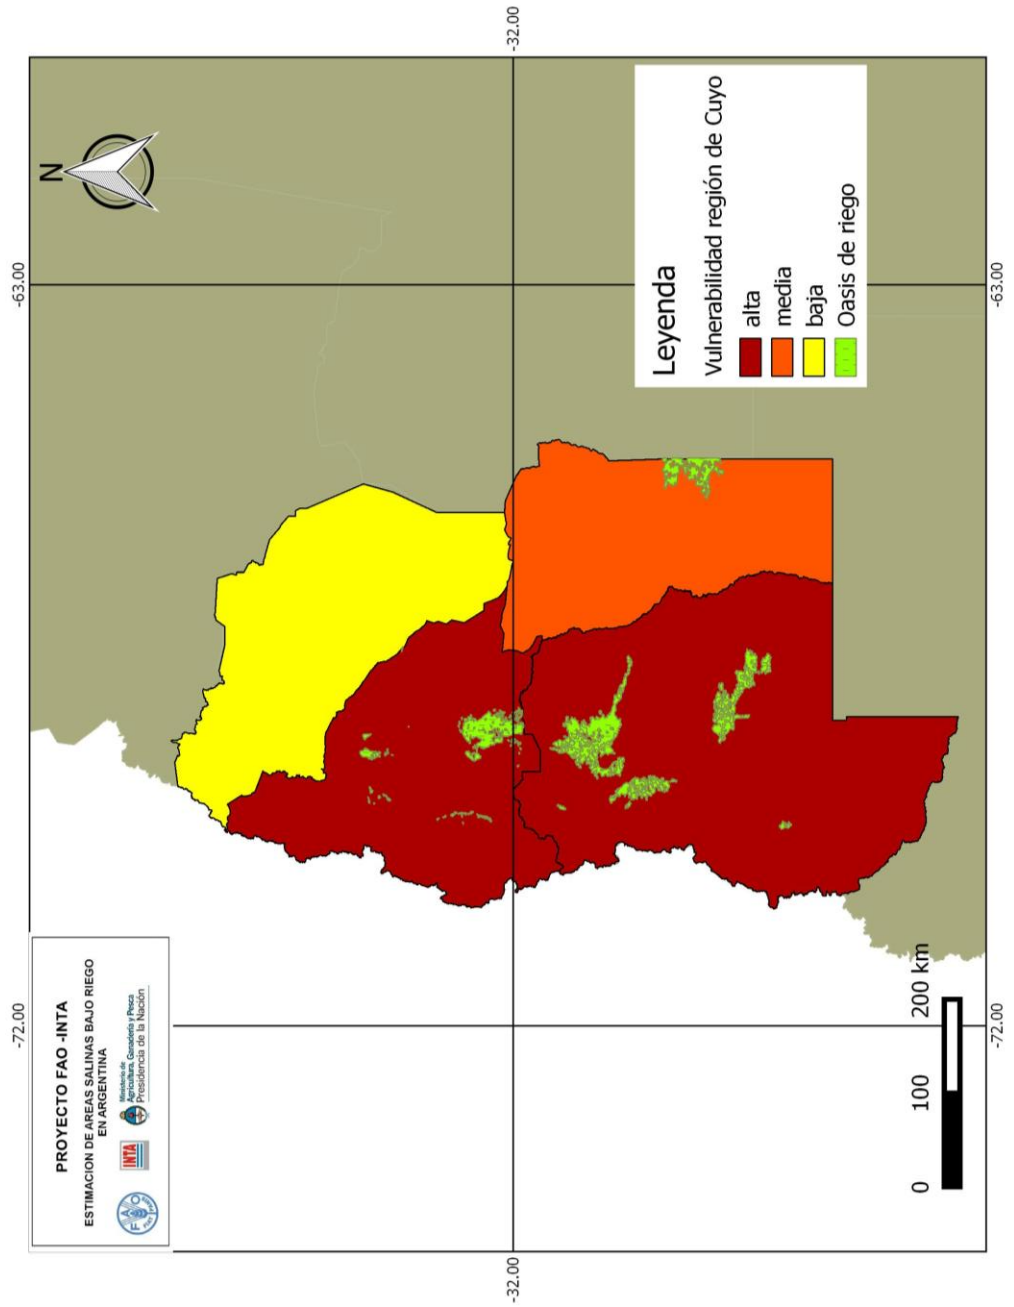 PROYECTO FAO -INTA
ESTIMACION DE AREAS SALINAS BAJO RIEGO
EN ARGENTINA
FAO
INTA
Ministerio de
Agricultura, Ganadería y Pesca
Presidencia de la Nación
-72.00
-63.00
N
-32.00
-32.00
Leyenda
Vulnerabilidad región de Cuyo
alta
media
baja
Oasis de riego
0 100 200 km
-72.00
-63.00